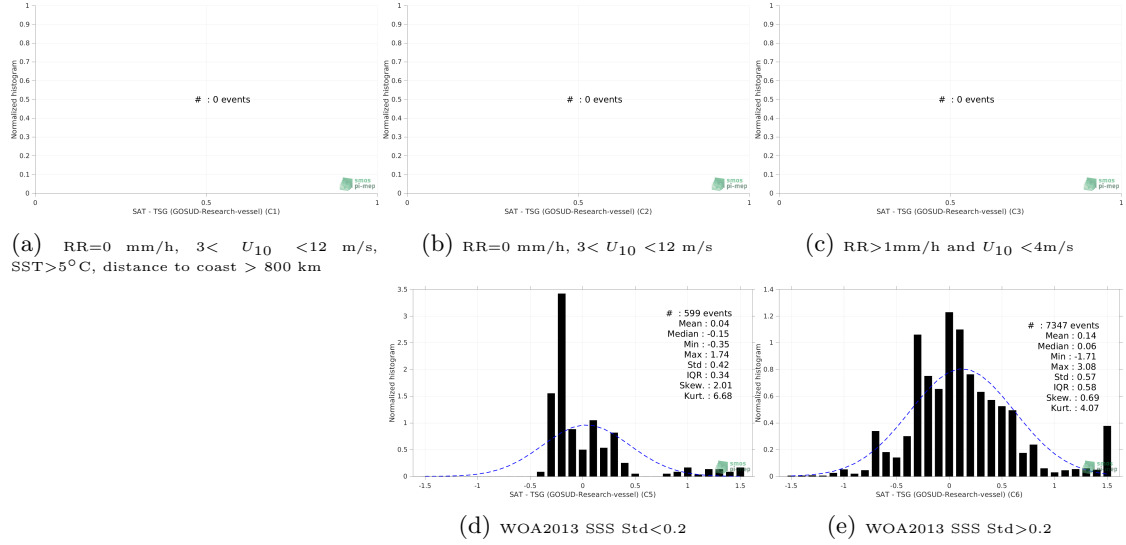 1
0.9
0.8
0.7
0.6
0.5
0.4
0.3
0.2
0.1
0
Normalized histogram
# : 0 events
smos
pi-mep
0 0.5 1
SAT - TSG (GOSUD-Research-vessel) (C1)
(a) RR=0 mm/h, 3< U10 <12 m/s,
SST>5°C, distance to coast > 800 km
1
0.9
0.8
0.7
0.6
0.5
0.4
0.3
0.2
0.1
0
Normalized histogram
# : 0 events
smos
pi-mep
0 0.5 1
SAT - TSG (GOSUD-Research-vessel) (C2)
(b) RR=0 mm/h, 3< U10 <12 m/s
1
0.9
0.8
0.7
0.6
0.5
0.4
0.3
0.2
0.1
0
Normalized histogram
# : 0 events
smos
pi-mep
0 0.5 1
SAT - TSG (GOSUD-Research-vessel) (C3)
(c) RR>1mm/h and U10 <4m/s
3.5
3
2.5
2
1.5
1
0.5
0
Normalized histogram
# : 599 events
Mean : 0.04
Median : -0.15
Min : -0.35
Max : 1.74
Std : 0.42
IQR : 0.34
Skew. : 2.01
Kurt. : 6.68
smos
pi-mep
-1.5 -1 -0.5 0 0.5 1 1.5
SAT - TSG (GOSUD-Research-vessel) (C5)
(d) WOA2013 SSS Std<0.2
1.4
1.2
1
0.8
0.6
0.4
0.2
0
Normalized histogram
# : 7347 events
Mean : 0.14
Median : 0.06
Min : -1.71
Max : 3.08
Std : 0.57
IQR : 0.58
Skew. : 0.69
Kurt. : 4.07
smos
pi-mep
-1.5 -1 -0.5 0 0.5 1 1.5
SAT - TSG (GOSUD-Research-vessel) (C6)
(e) WOA2013 SSS Std>0.2